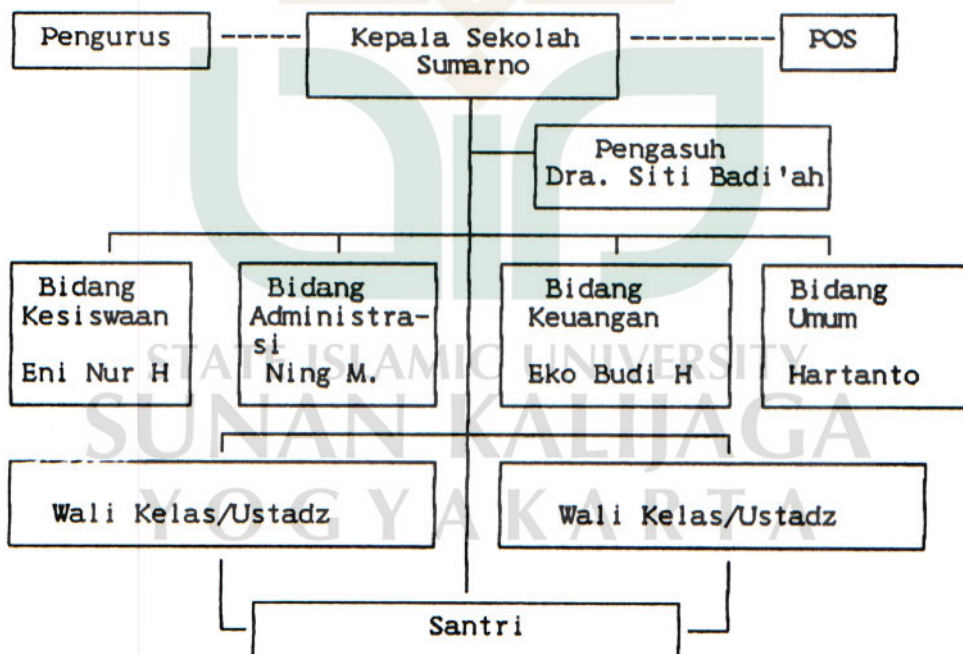 Pengurus
Kepala Sekolah
Sumarno
POS
Pengasuh
Dra. Siti Badi'ah
Bidang
Kesiswaan
Eni Nur H
Bidang
Administra-
si
Ning M.
Bidang
Keuangan
Eko Budi H
Bidang
Umum
Hartanto
STATE ISLAMIC UNIVERSITY
SUNAN KALIJAGA
YOGYAKARTA
Wali Kelas/Ustadz
Wali Kelas/Ustadz
Santri